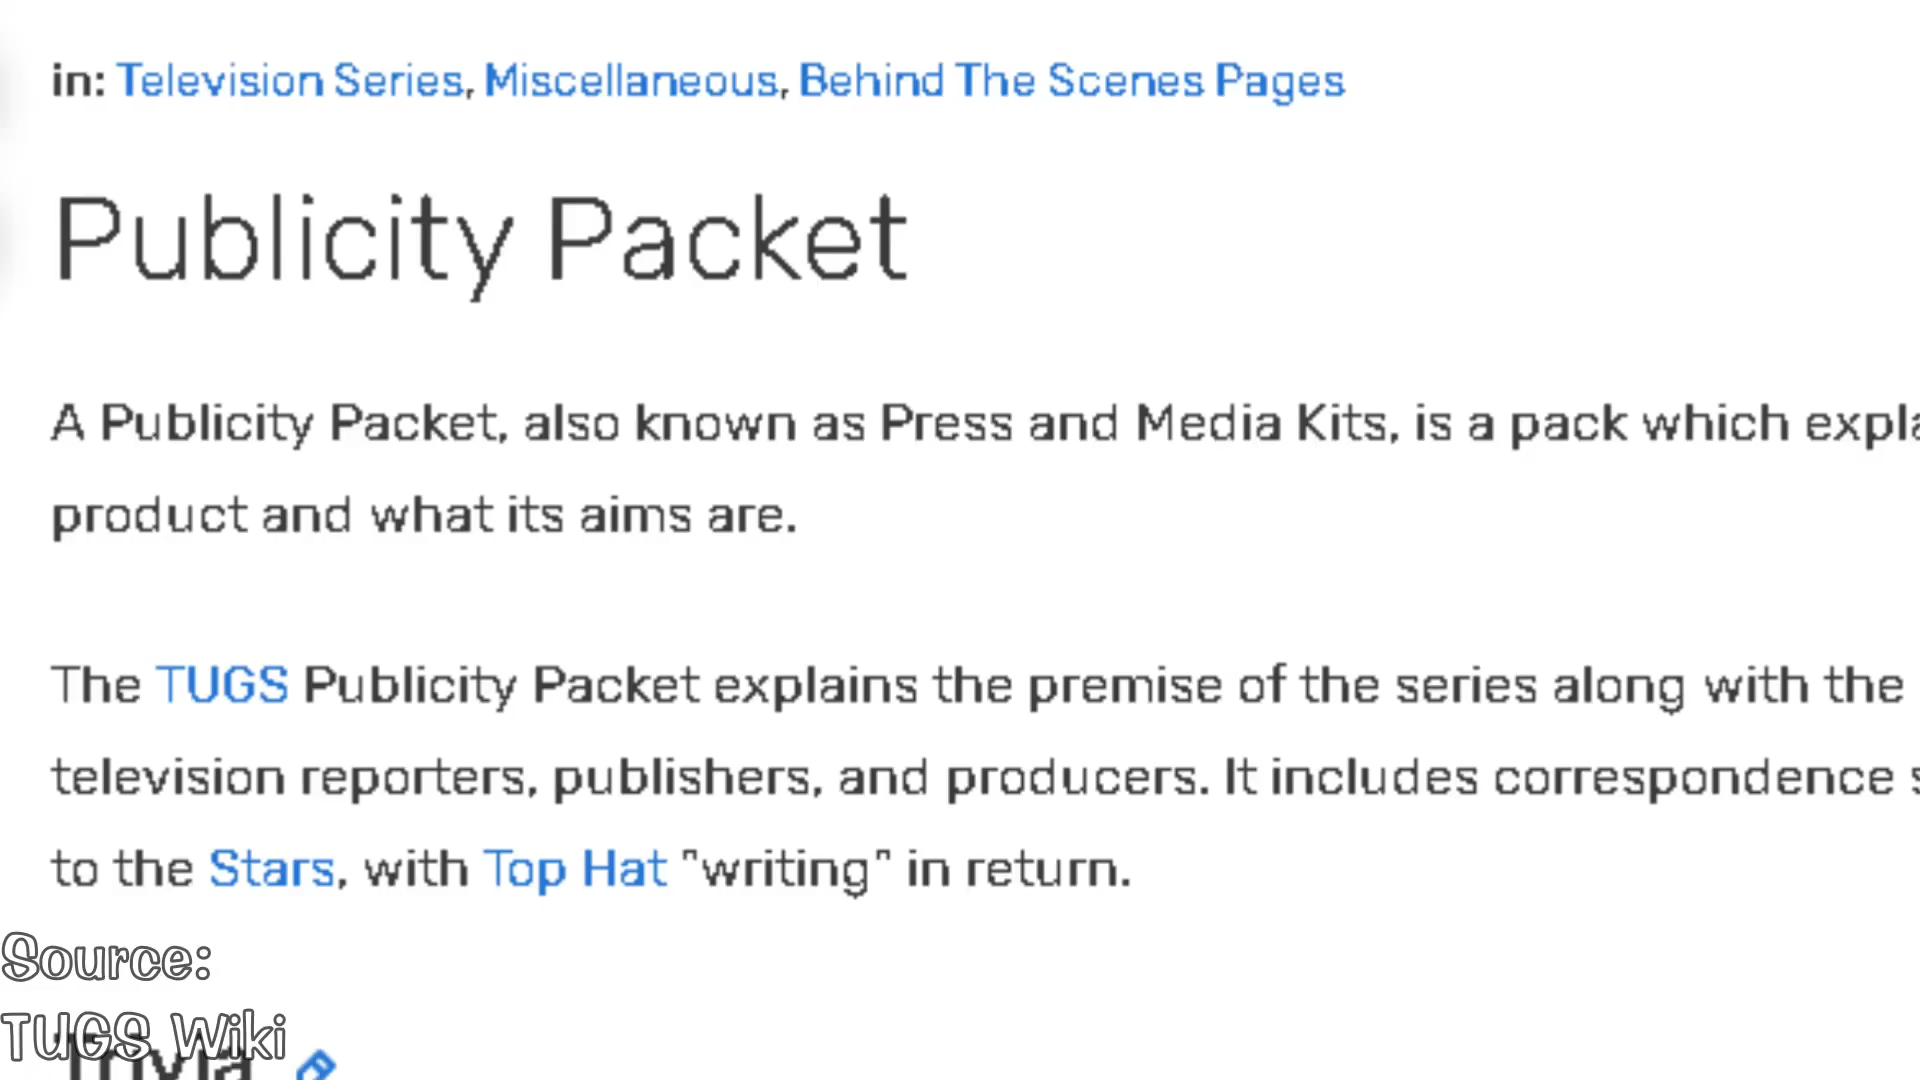 in: Television Series, Miscellaneous, Behind The Scenes Pages
Publicity Packet
A Publicity Packet, also known as Press and Media Kits, is a pack which
product and what its aims are.
The TUGS Publicity Packet explains the premise of the series along with the
television reporters, publishers, and producers. It includes correspondence
to the Stars, with Top Hat "writing" in return.
Source:
TUGS Wiki
Trivia